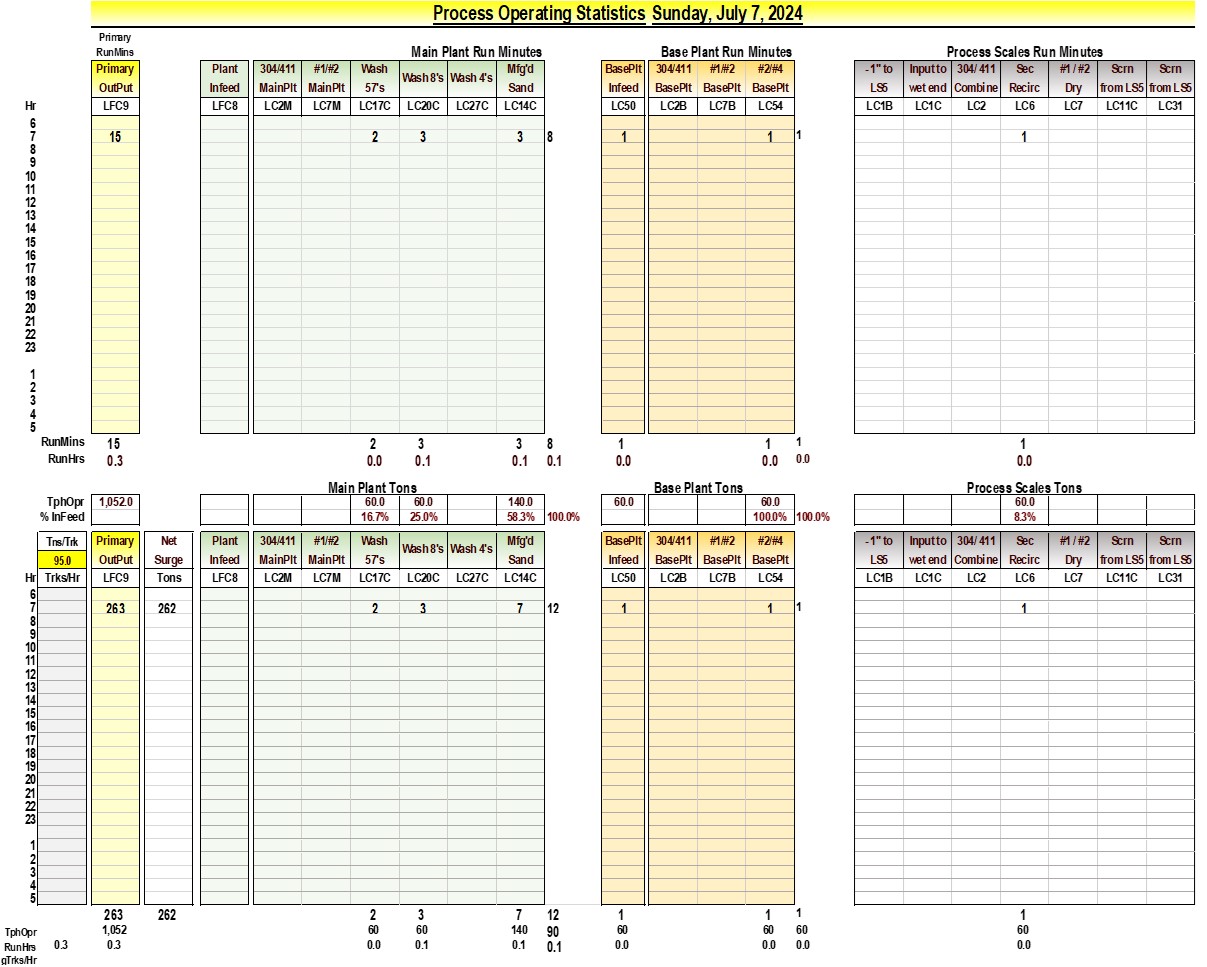 Process Operating Statistics Sunday, July 7, 2024
Primary
RunMins Main Plant Run Minutes Base Plant Run Minutes Process Scales Run Minutes
Primary Plant 304/411 #1/#2 Wash Wash 8's Wash 4's Mfg'd BasePlt 304/411 #1/#2 #2/#4 -1" to Input to 304/ 411 Sec #1 / #2 Scrn Scrn
OutPut Infeed MainPlt MainPlt 57's Sand Infeed BasePlt BasePlt BasePlt LS5 wet end Combine Recirc Dry from LS5 from LS5
Hr LFC9 LFC8 LC2M LC7M LC17C LC20C LC27C LC14C LC50 LC2B LC7B LC54 LC1B LC1C LC2 LC6 LC7 LC11C LC31
6
7 15 2 3 3 8 1 1 1 1
8
9
10
11
12
13
14
15
16
17
18
19
20
21
22
23
1
2
3
4
5
RunMins 15 2 3 3 8 1 1 1 1
RunHrs 0.3 0.0 0.1 0.1 0.1 0.0 0.0 0.0 0.0
Main Plant Tons Base Plant Tons Process Scales Tons
TphOpr 1,052.0 60.0 60.0 140.0 60.0 60.0 60.0
% InFeed 16.7% 25.0% 58.3% 100.0% 100.0% 100.0% 8.3%
Tns/Trk Primary Net Plant 304/411 #1/#2 Wash Wash 8's Wash 4's Mfg'd BasePlt 304/411 #1/#2 #2/#4 -1" to Input to 304/ 411 Sec #1 / #2 Scrn Scrn
95.0 OutPut Surge Infeed MainPlt MainPlt 57's Sand Infeed BasePlt BasePlt BasePlt LS5 wet end Combine Recirc Dry from LS5 from LS5
Hr Trks/Hr LFC9 Tons LFC8 LC2M LC7M LC17C LC20C LC27C LC14C LC50 LC2B LC7B LC54 LC1B LC1C LC2 LC6 LC7 LC11C LC31
6
7 263 262 2 3 7 12 1 1 1 1
8
9
10
11
12
13
14
15
16
17
18
19
20
21
22
23
1
2
3
4
5
263 262 2 3 7 12 1 1 1 1
TphOpr 1,052 60 60 140 90 60 60 60 60
RunHrs 0.3 0.3 0.0 0.1 0.1 0.1 0.0 0.0 0.0 0.0
gTrks/Hr